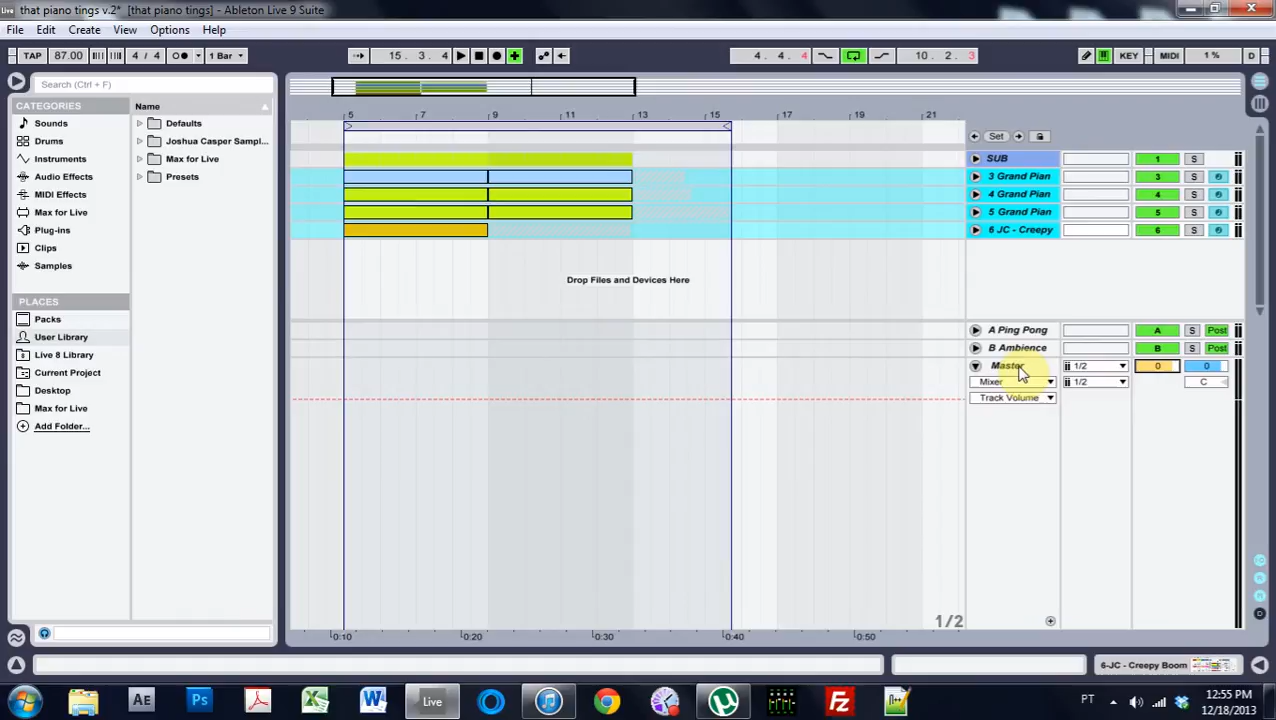 Live that piano tings v.2* [that piano tings] - Ableton Live 9 Suite
File Edit Create View Options Help
TAP 87.00 4 / 4 1 Bar 15. 3. 4 4. 4. 4 10. 2. 3 KEY MIDI 1 % D
Search (Ctrl + F)
CATEGORIES
Sounds
Drums
Instruments
Audio Effects
MIDI Effects
Max for Live
Plug-ins
Clips
Samples
PLACES
Packs
User Library
Live 8 Library
Current Project
Desktop
Max for Live
Add Folder...
Name
Defaults
Joshua Casper Sampl...
Max for Live
Presets
5 7 9 11 13 15 17 19 21
Set
SUB 1 S
3 Grand Pian 3 S
4 Grand Pian 4 S
5 Grand Pian 5 S
6 JC - Creepy 6 S
Drop Files and Devices Here
A Ping Pong A S Post
B Ambience B S Post
Master 1/2 0 0
Mixer 1/2 C
Track Volume
1/2
0:10 0:20 0:30 0:40 0:50
6-JC - Creepy Boom
Ae Ps Live Fz PT
12:55 PM
12/18/2013